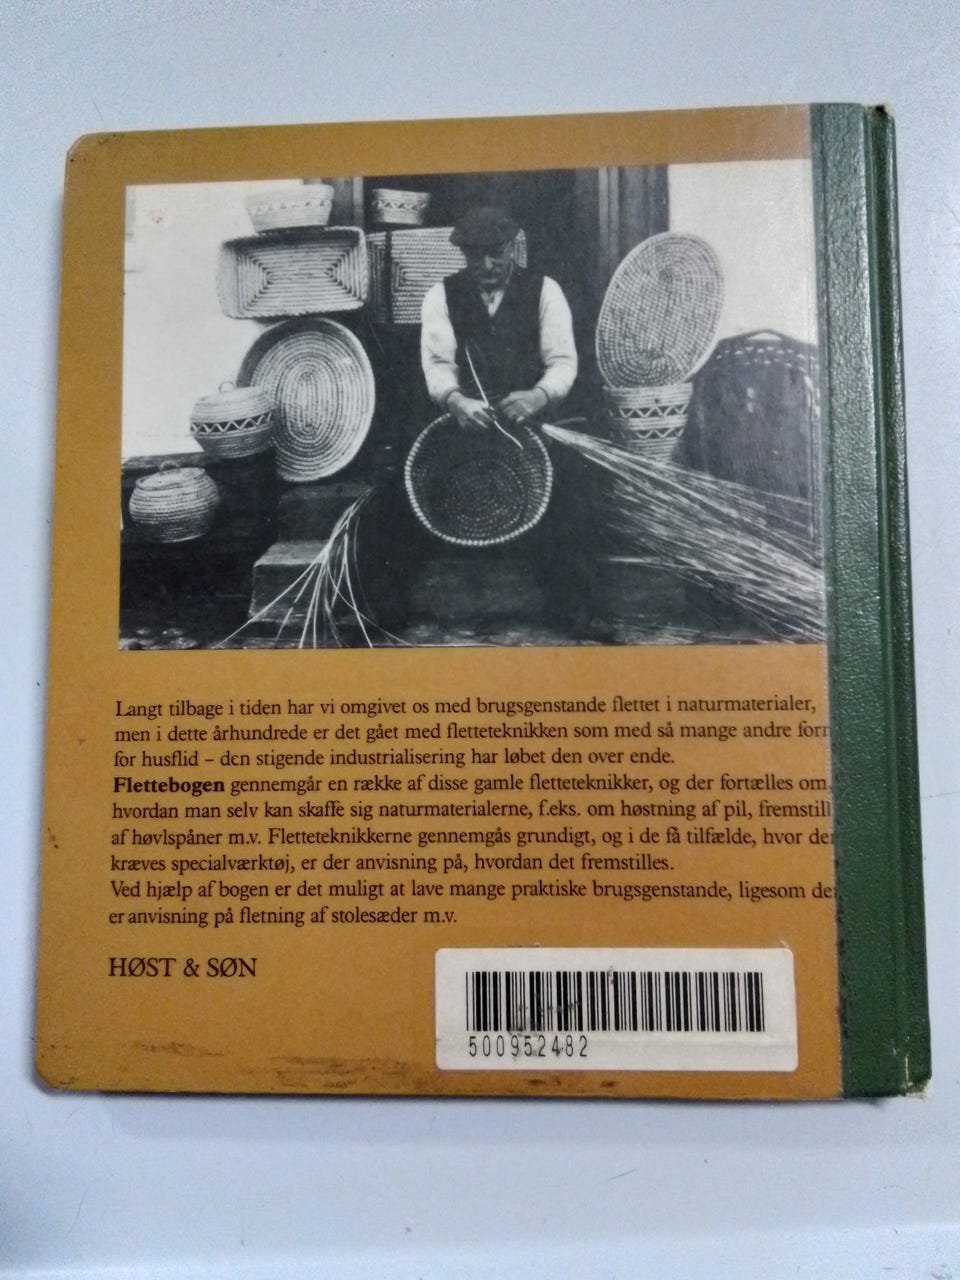 Langt tilbage i tiden har vi omgivet os med brugsgenstande flettet i naturmaterialer,
men i dette århundrede er det gået med fletteteknikken som med så mange andre
for husflid – den stigende industrialisering har løbet den over ende.
Flettebogen gennemgår en række af disse gamle fletteteknikker, og der fortælles om,
hvordan man selv kan skaffe sig naturmaterialerne, f.eks. om høstning af pil, fremstill
af høvlspåner m.v. Fletteteknikkerne gennemgås grundigt, og i de få tilfælde, hvor de
kræves specialværktøj, er der anvisning på, hvordan det fremstilles.
Ved hjælp af bogen er det muligt at lave mange praktiske brugsgenstande, ligesom de
er anvisning på fletning af stolesæder m.v.
HØST & SØN
500952482